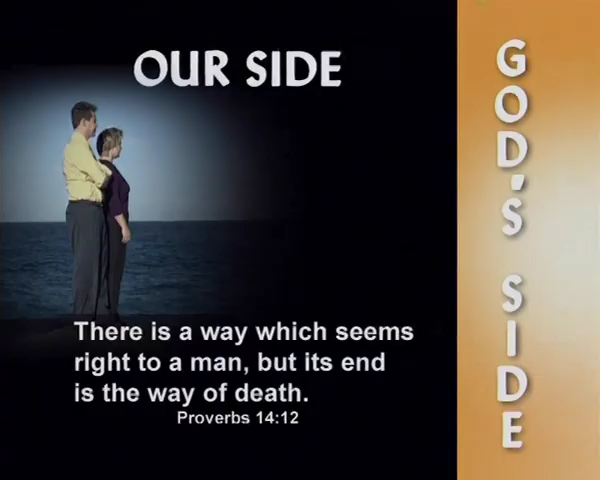 OUR SIDE
There is a way which seems
right to a man, but its end
is the way of death.
Proverbs 14:12
GOD'S SIDE